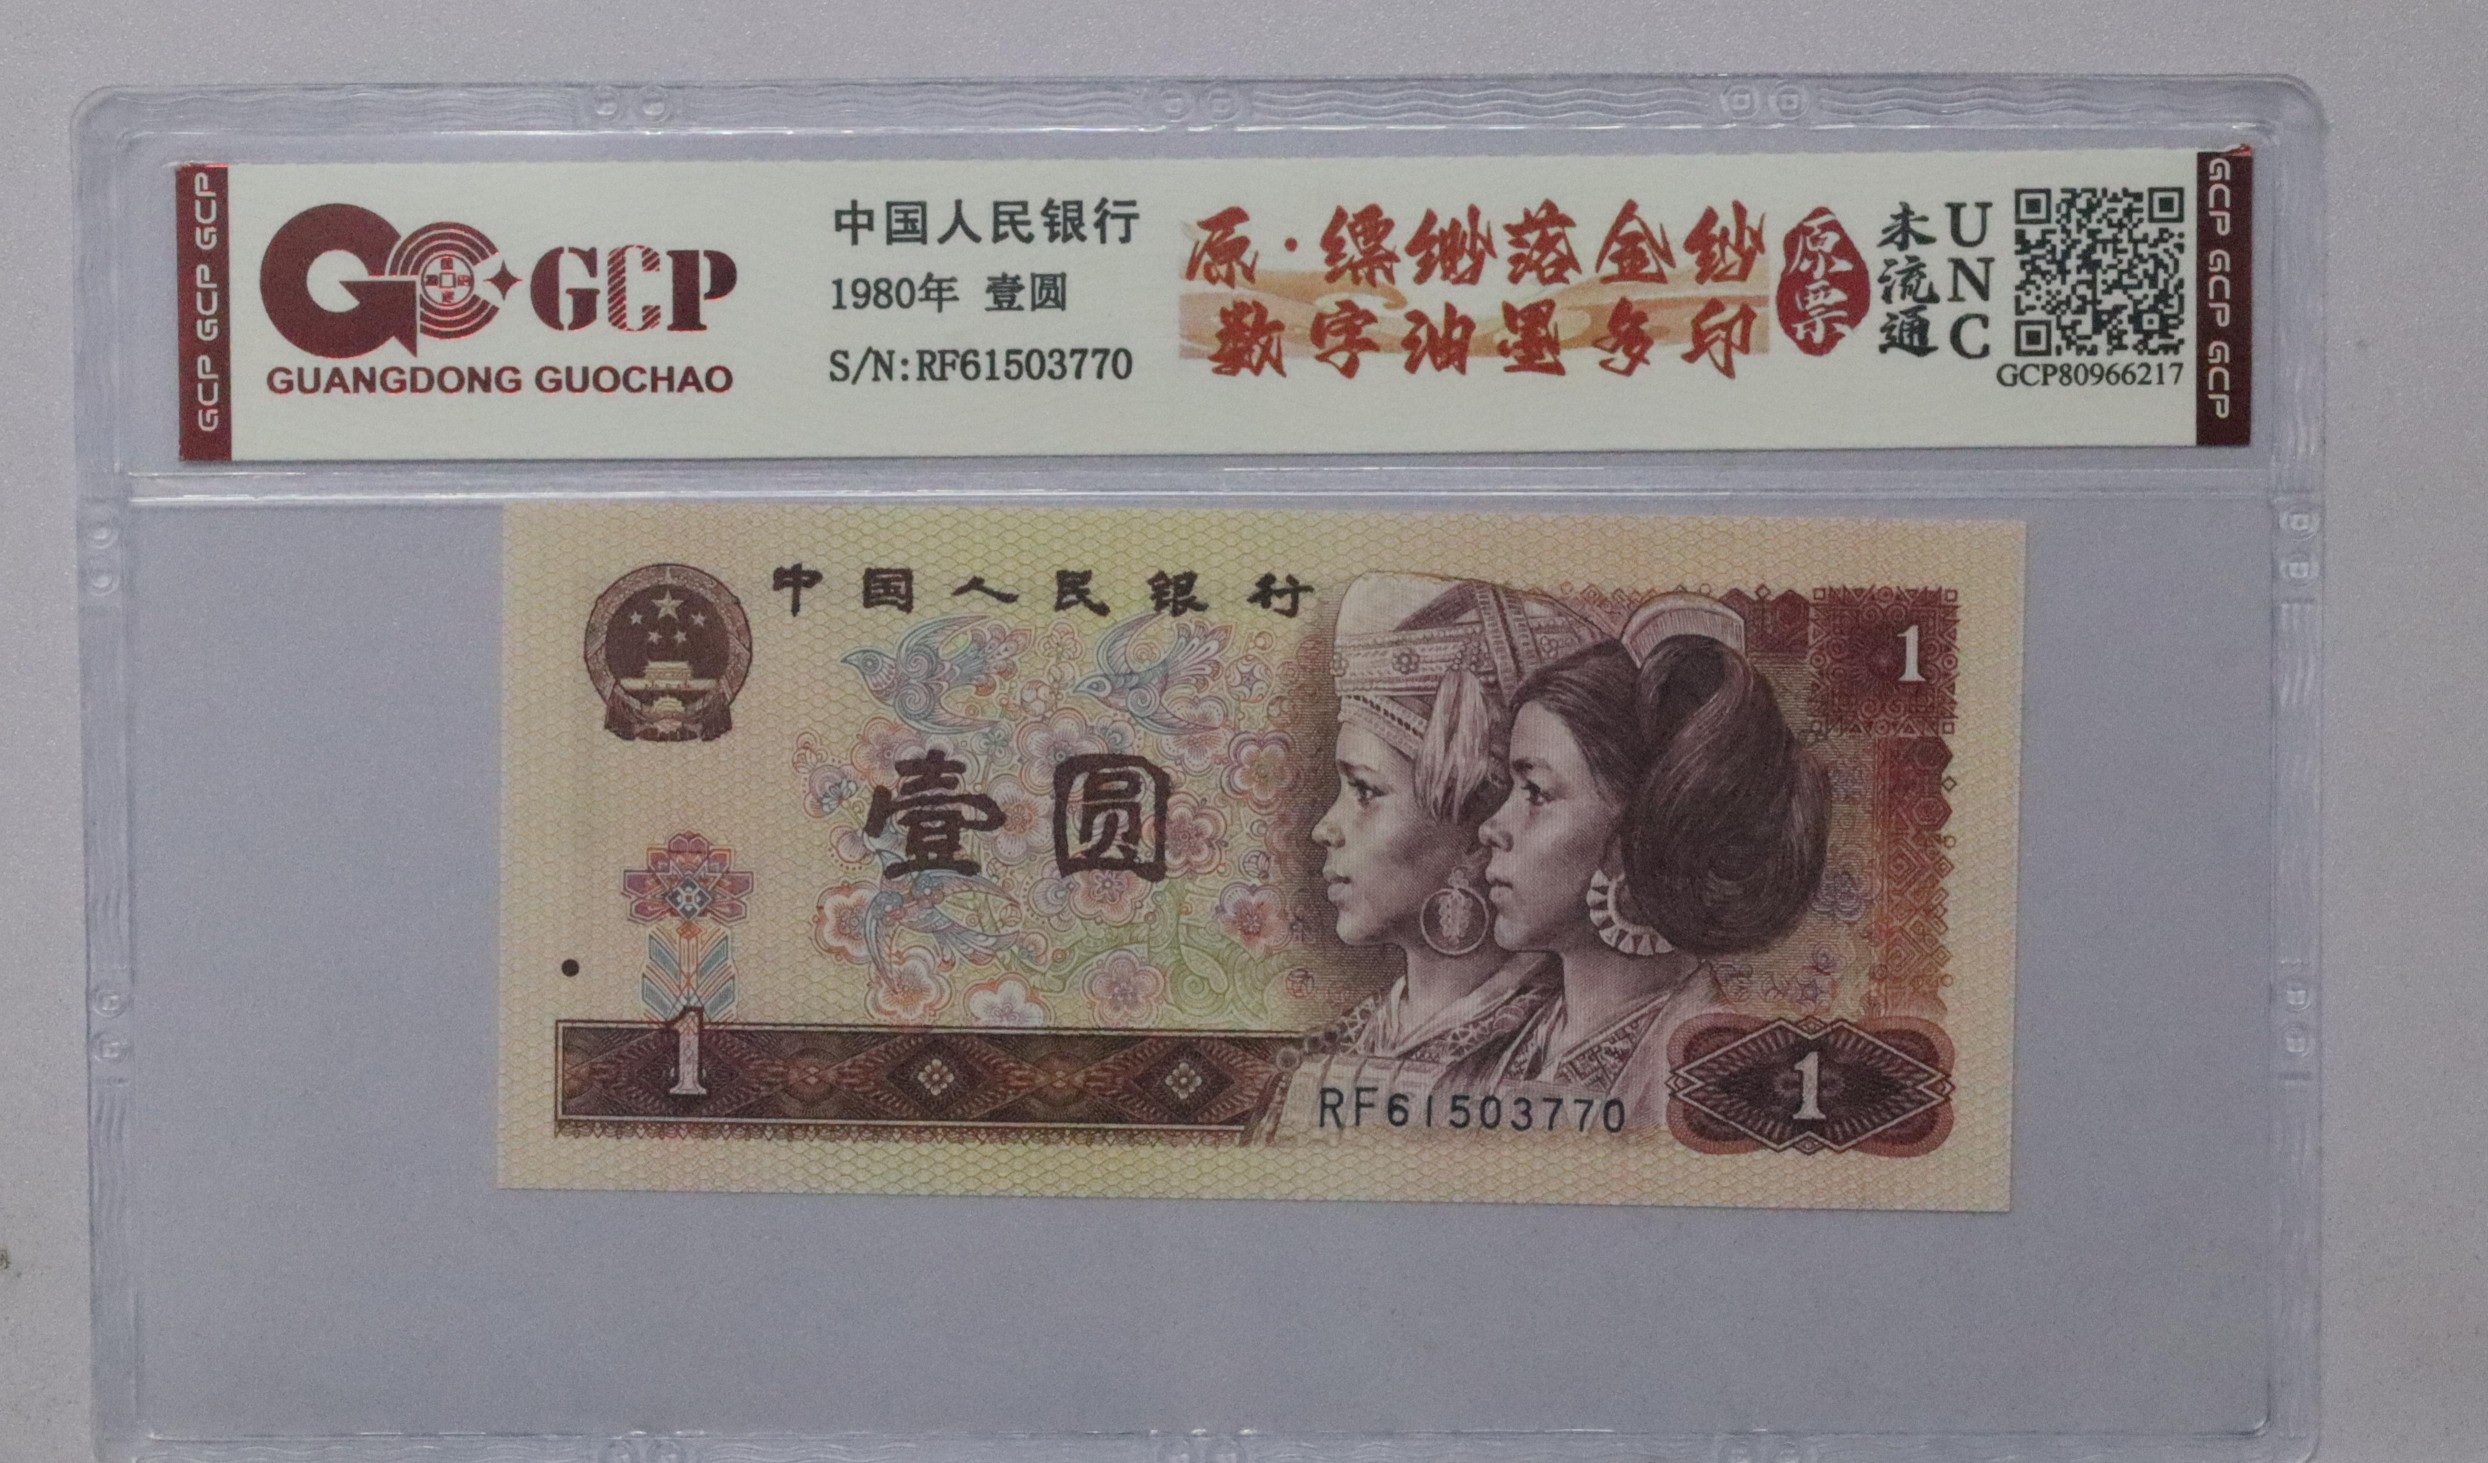 GCP GCP GCP
GCP
GUANGDONG GUOCHAO
中国人民银行
1980年 壹圆
S/N:RF61503770
原·缥缈落金纱
数字油墨多印
原票
未流通
UNC
GCP80966217
GCP GCP GCP
中国人民银行
壹圆
1
1
1
RF61503770